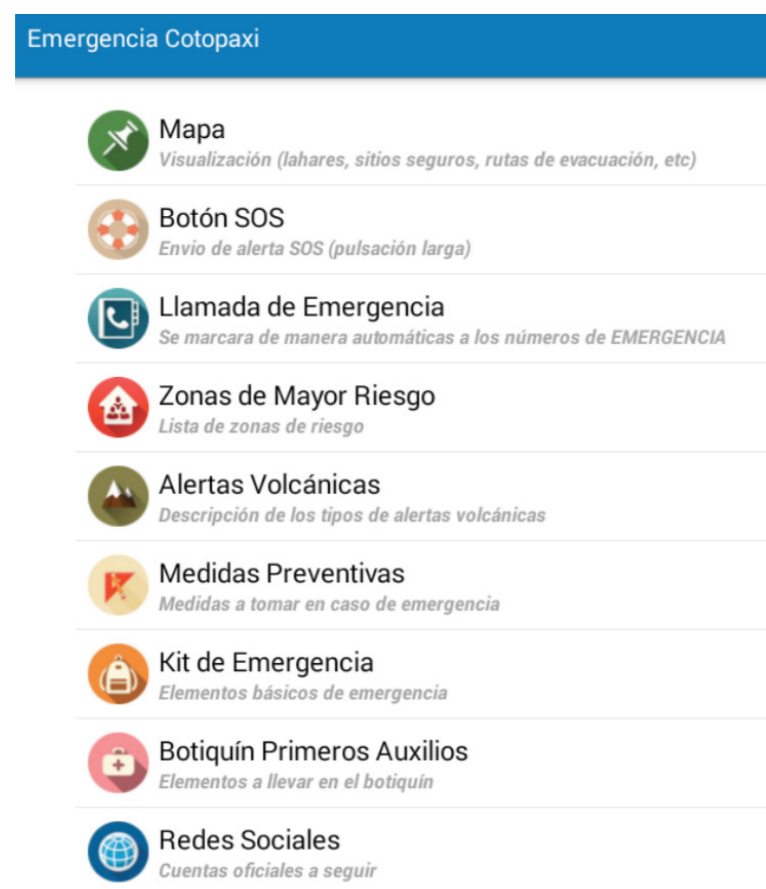 Emergencia Cotopaxi
Mapa
Visualización (lahares, sitios seguros, rutas de evacuación, etc)
Botón SOS
Envio de alerta SOS (pulsación larga)
Llamada de Emergencia
Se marcara de manera automáticas a los números de EMERGENCIA
Zonas de Mayor Riesgo
Lista de zonas de riesgo
Alertas Volcánicas
Descripción de los tipos de alertas volcánicas
Medidas Preventivas
Medidas a tomar en caso de emergencia
Kit de Emergencia
Elementos básicos de emergencia
Botiquín Primeros Auxilios
Elementos a llevar en el botiquín
Redes Sociales
Cuentas oficiales a seguir